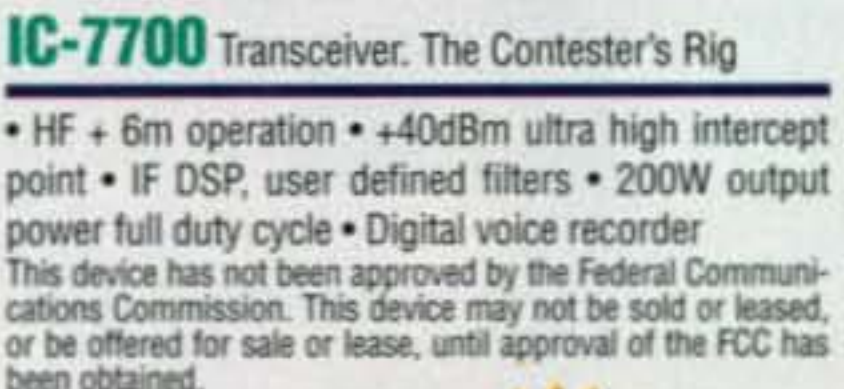 IC-7700 Transceiver. The Contester's Rig
• HF + 6m operation • +40dBm ultra high intercept
point • IF DSP, user defined filters • 200W output
power full duty cycle • Digital voice recorder
This device has not been approved by the Federal Communi-
cations Commission. This device may not be sold or leased,
or be offered for sale or lease, until approval of the FCC has
been obtained.